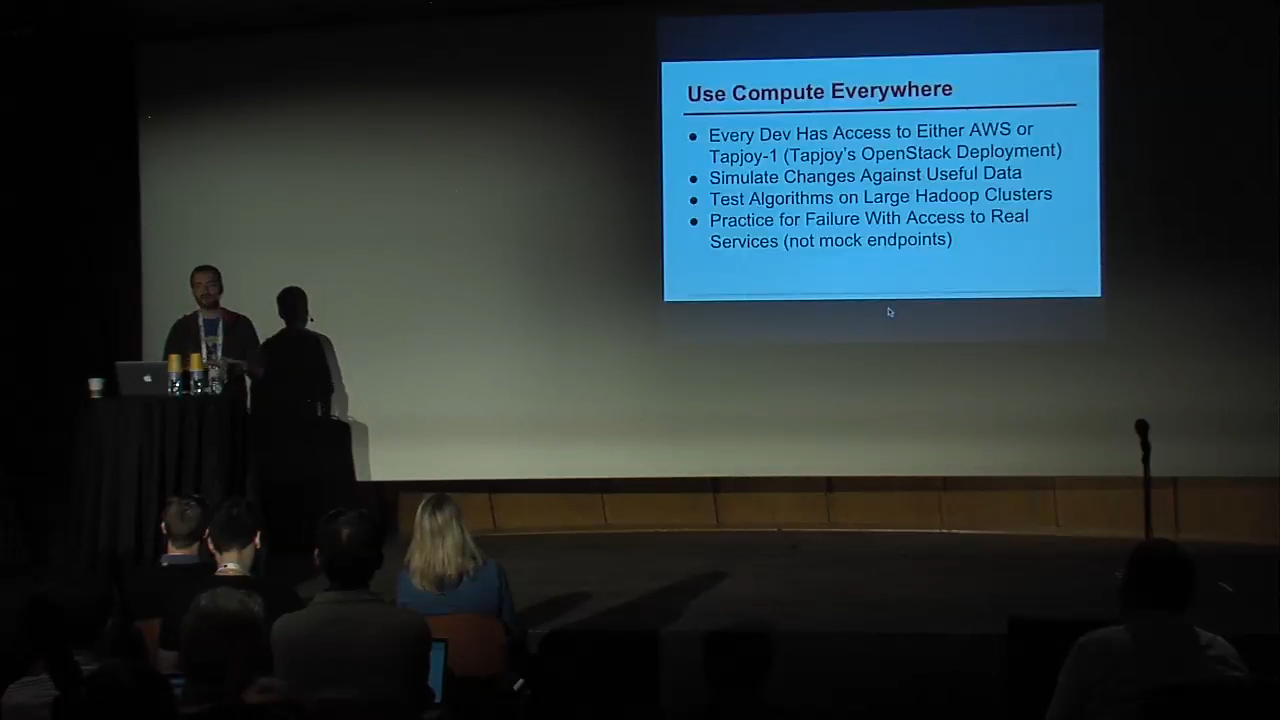 Use Compute Everywhere
● Every Dev Has Access to Either AWS or
Tapjoy-1 (Tapjoy's OpenStack Deployment)
● Simulate Changes Against Useful Data
● Test Algorithms on Large Hadoop Clusters
● Practice for Failure With Access to Real
Services (not mock endpoints)